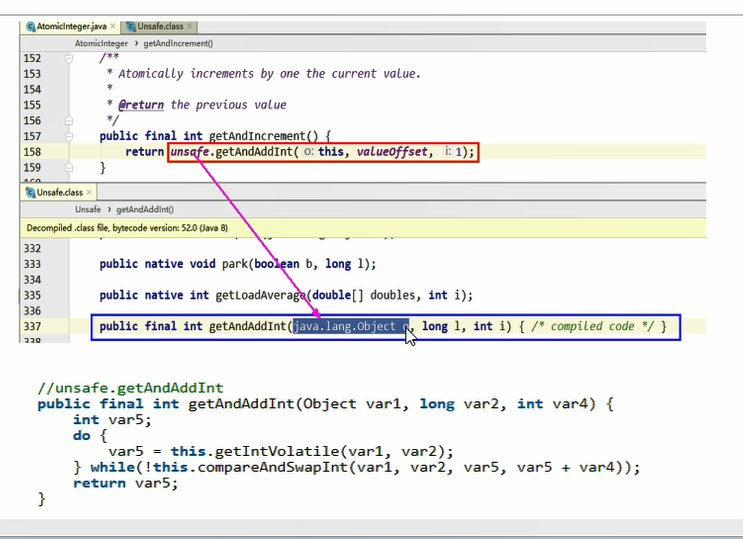 AtomicInteger.java × Unsafe.class ×
AtomicInteger › getAndIncrement()
152 /**
153 * Atomically increments by one the current value.
154 *
155 * @return the previous value
156 */
157 public final int getAndIncrement() {
158 return unsafe.getAndAddInt( o: this, valueOffset, i: 1);
159 }
160
Unsafe.class ×
Unsafe › getAndAddInt()
Decompiled .class file, bytecode version: 52.0 (Java 8)
332
333 public native void park(boolean b, long l);
334
335 public native int getLoadAverage(double[] doubles, int i);
336
337 public final int getAndAddInt(java.lang.Object o, long l, int i) { /* compiled code */ }
338
//unsafe.getAndAddInt
public final int getAndAddInt(Object var1, long var2, int var4) {
int var5;
do {
var5 = this.getIntVolatile(var1, var2);
} while(!this.compareAndSwapInt(var1, var2, var5, var5 + var4));
return var5;
}